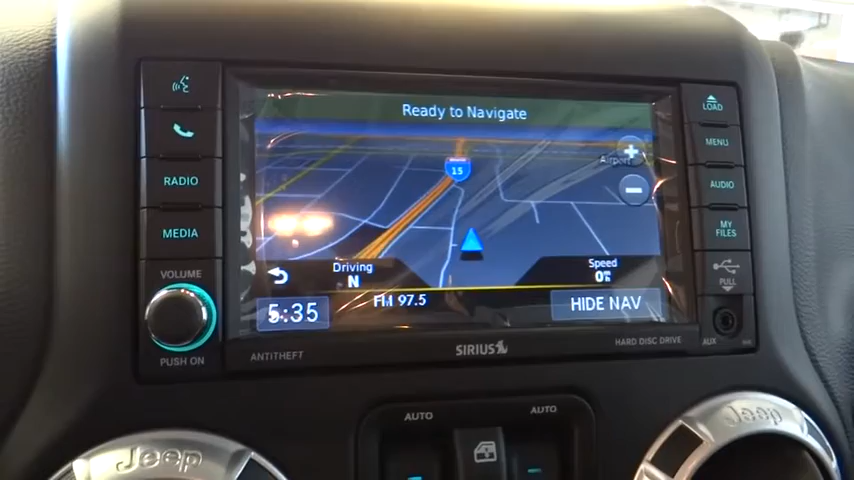 LOAD
Ready to Navigate
MENU
Airport
15
RADIO
AUDIO
MEDIA
MY
FILES
VOLUME
Driving
N
Speed
PULL
5:35
FM 97.5
HIDE NAV
PUSH ON
ANTITHEFT
SIRIUS
HARD DISC DRIVE
AUX
AUTO
AUTO
Jeep
Jeep